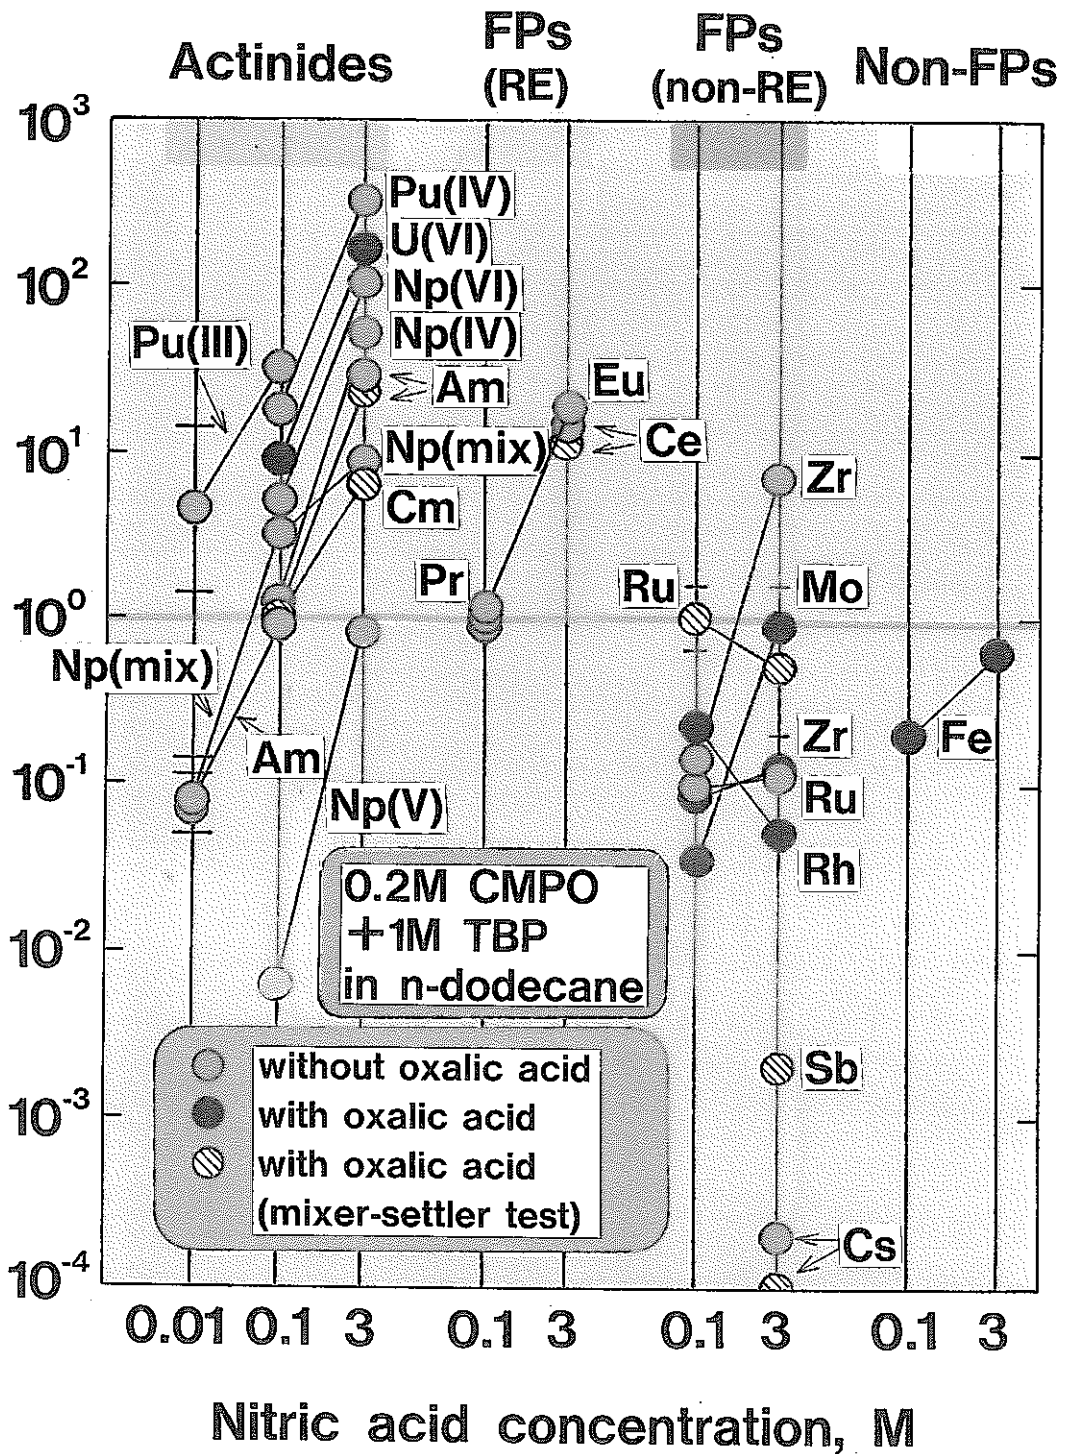 Actinides
FPs
(RE)
FPs
(non-RE)
Non-FPs
10³
10²
10¹
10⁰
10⁻¹
10⁻²
10⁻³
10⁻⁴
Pu(IV)
U(VI)
Np(VI)
Np(IV)
Am
Np(mix)
Cm
Pu(III)
Np(mix)
Am
Np(V)
Eu
Ce
Pr
Zr
Ru
Mo
Zr
Ru
Rh
Sb
Cs
Fe
0.2M CMPO
+1M TBP
in n-dodecane
without oxalic acid
with oxalic acid
with oxalic acid
(mixer-settler test)
0.01 0.1 3 0.1 3 0.1 3 0.1 3
Nitric acid concentration, M